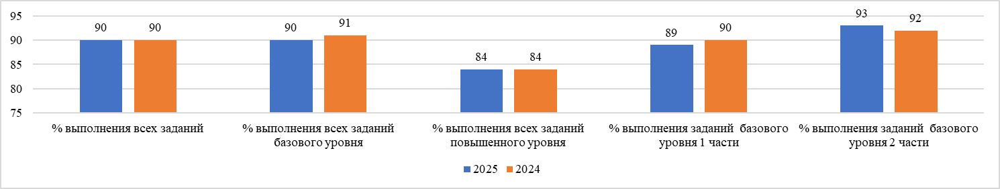 95
90
85
80
75
90 90
90 91
84 84
89 90
93 92
% выполнения всех заданий
% выполнения всех заданий
базового уровня
% выполнения всех заданий
повышенного уровня
% выполнения заданий базового
уровня 1 части
% выполнения заданий базового
уровня 2 части
2025 2024